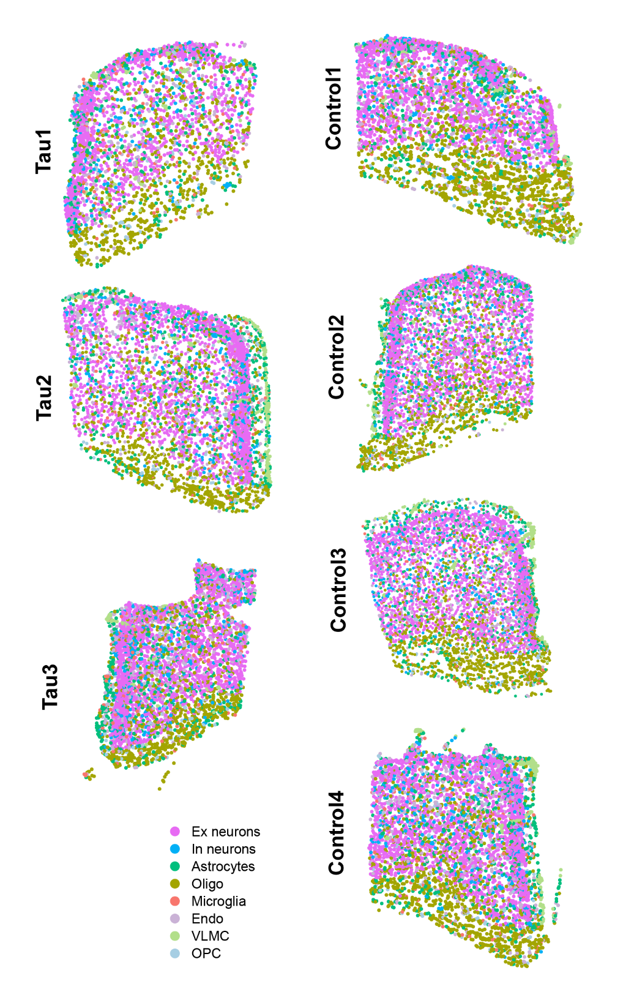 Tau1
Control1
Tau2
Control2
Tau3
Control3
Control4
Ex neurons
In neurons
Astrocytes
Oligo
Microglia
Endo
VLMC
OPC